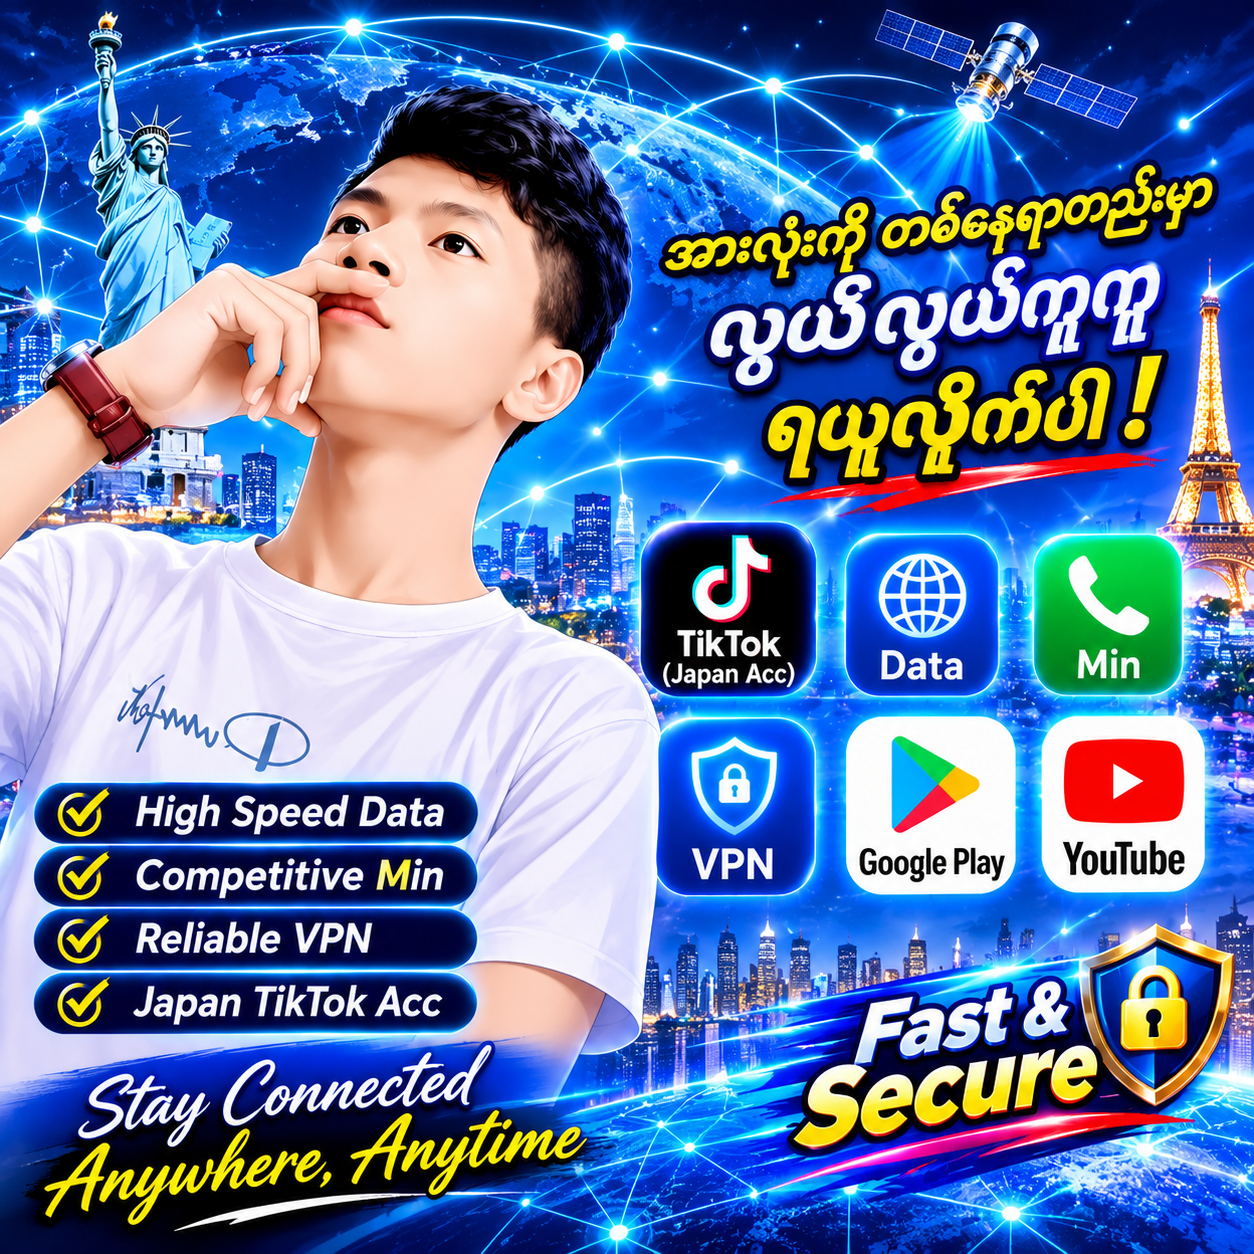 အားလုံးကို တစ်နေရာတည်းမှာ
လွယ်လွယ်ကူကူ
ရယူလိုက်ပါ !
TikTok
(Japan Acc)
Data
Min
VPN
Google Play
YouTube
High Speed Data
Competitive Min
Reliable VPN
Japan TikTok Acc
Stay Connected
Anywhere, Anytime
Fast &
Secure